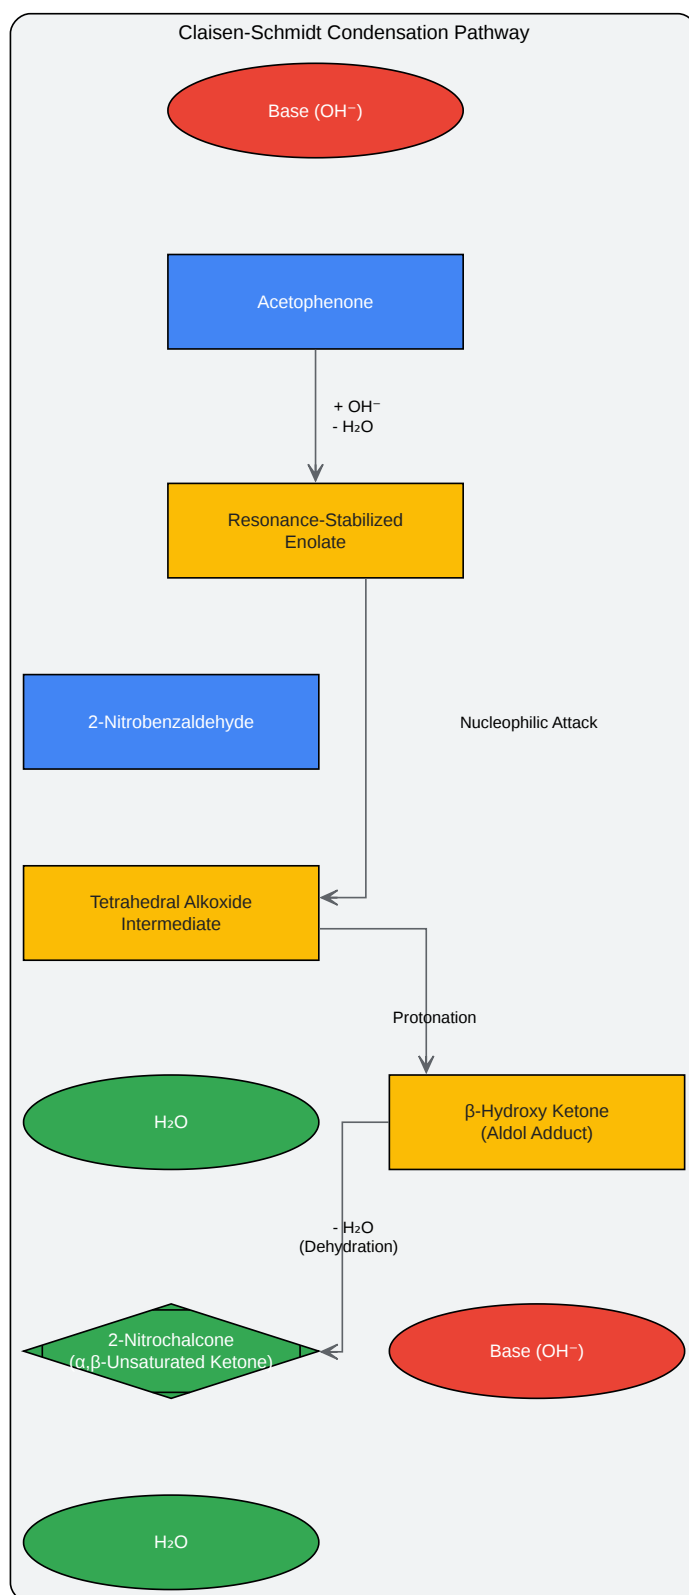 Claisen-Schmidt Condensation Pathway
Base (OH⁻)
Acetophenone
+ OH⁻
- H₂O
Resonance-Stabilized
Enolate
2-Nitrobenzaldehyde
Nucleophilic Attack
Tetrahedral Alkoxide
Intermediate
Protonation
H₂O
β-Hydroxy Ketone
(Aldol Adduct)
- H₂O
(Dehydration)
2-Nitrochalcone
(α,β-Unsaturated Ketone)
Base (OH⁻)
H₂O